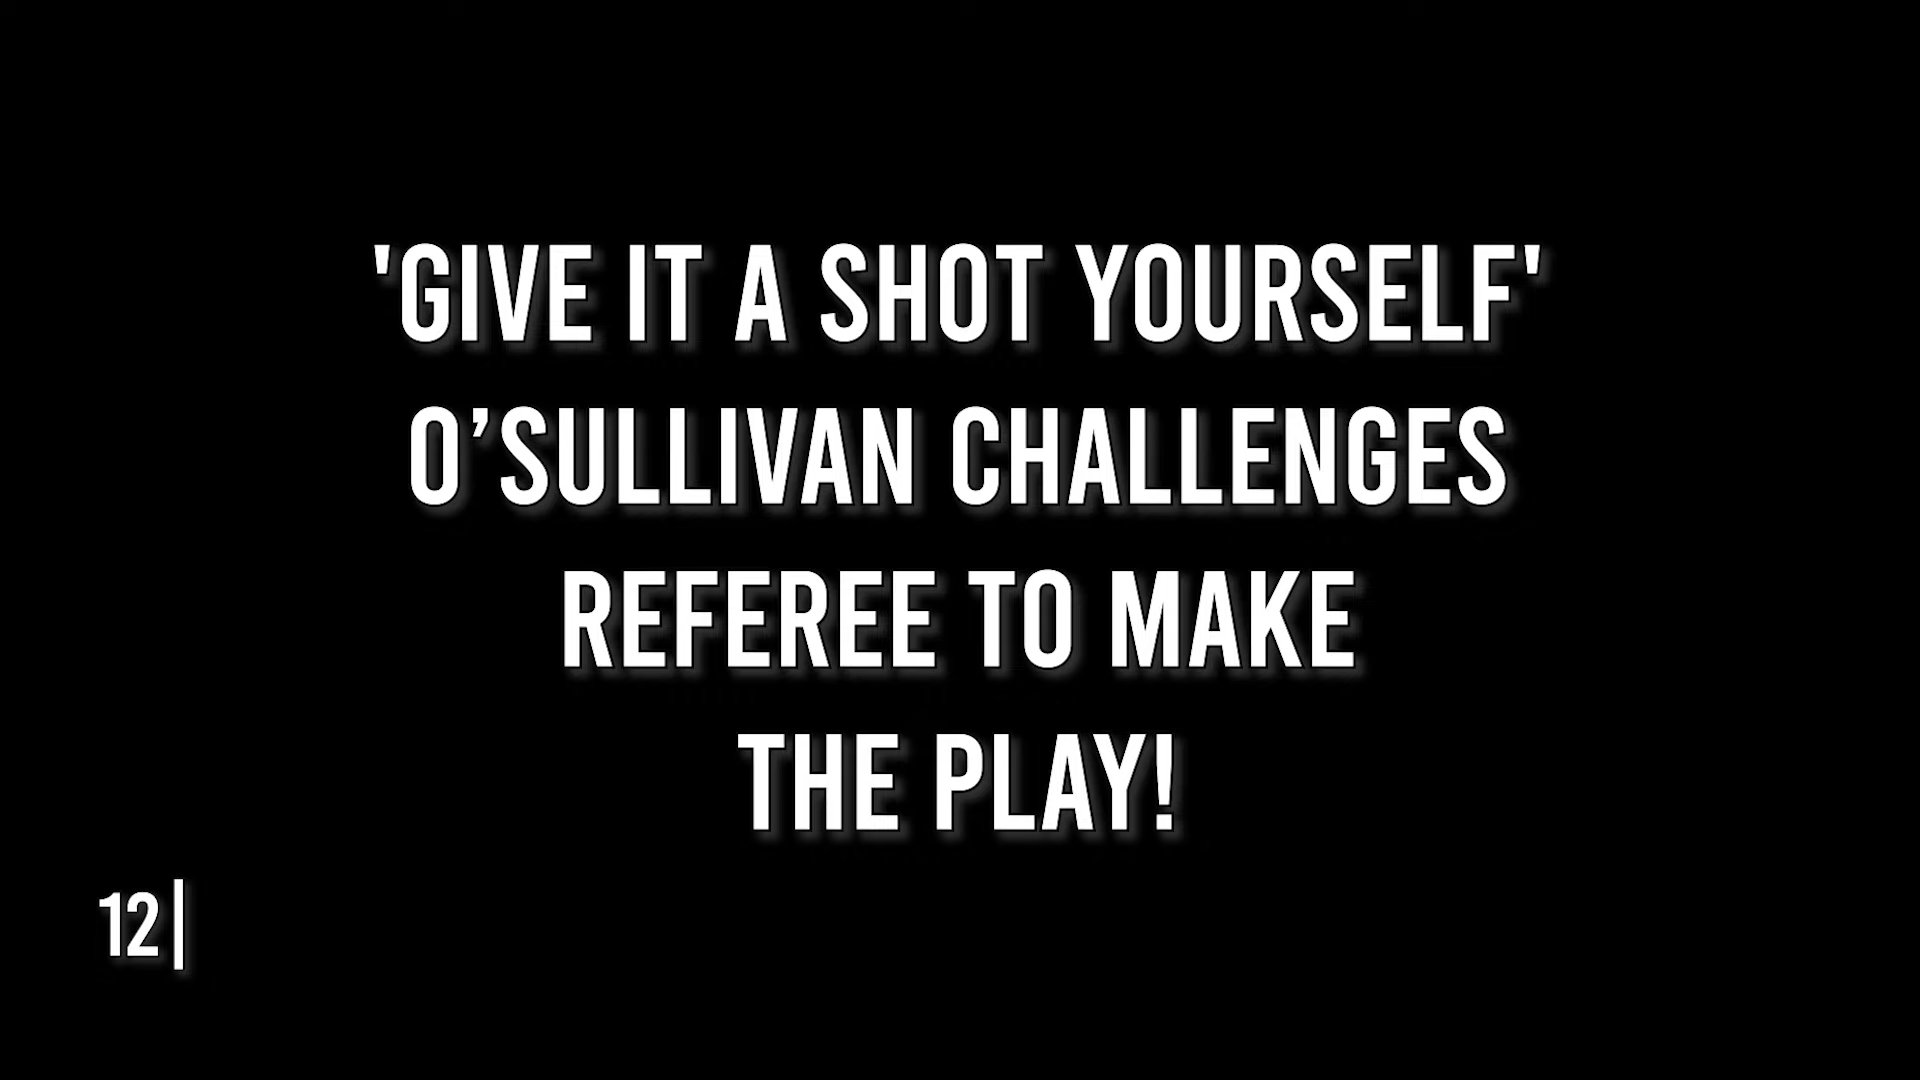 'GIVE IT A SHOT YOURSELF'
O’SULLIVAN CHALLENGES
REFEREE TO MAKE
THE PLAY!
12|